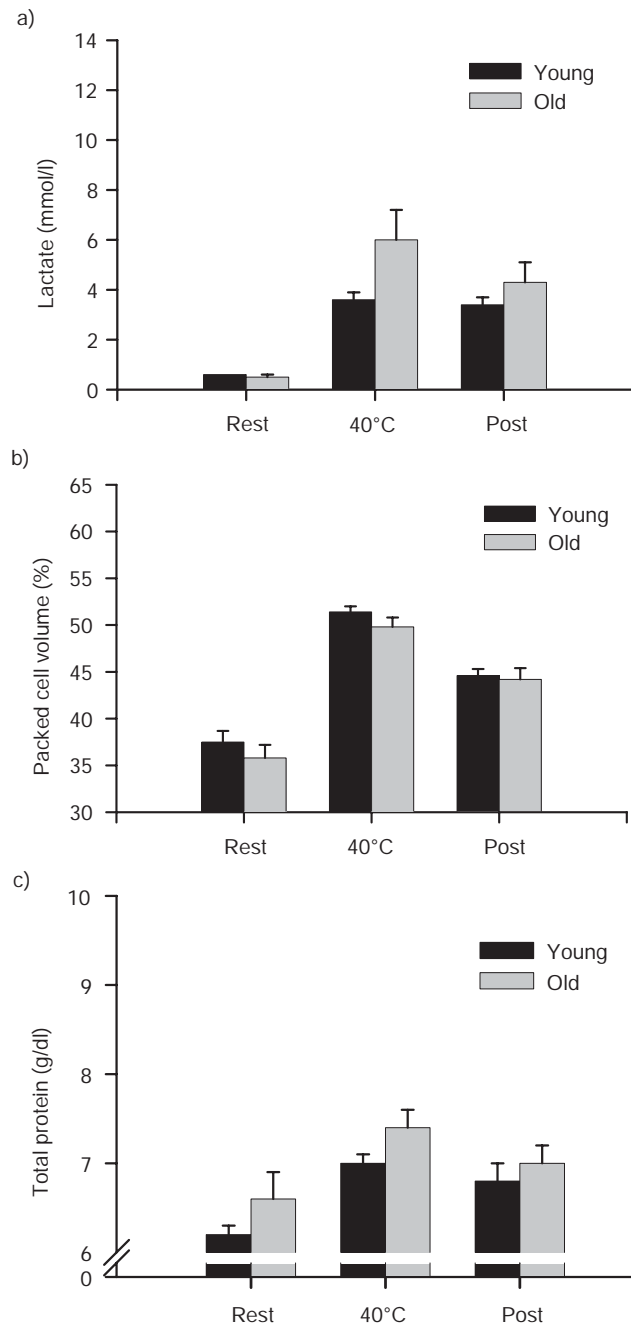 a)
14
12
10
8
6
4
2
0
Lactate (mmol/l)
Young
Old
Rest 40°C Post
b)
65
60
55
50
45
40
35
30
Packed cell volume (%)
Young
Old
Rest 40°C Post
c)
10
9
8
7
6
0
Total protein (g/dl)
Young
Old
Rest 40°C Post